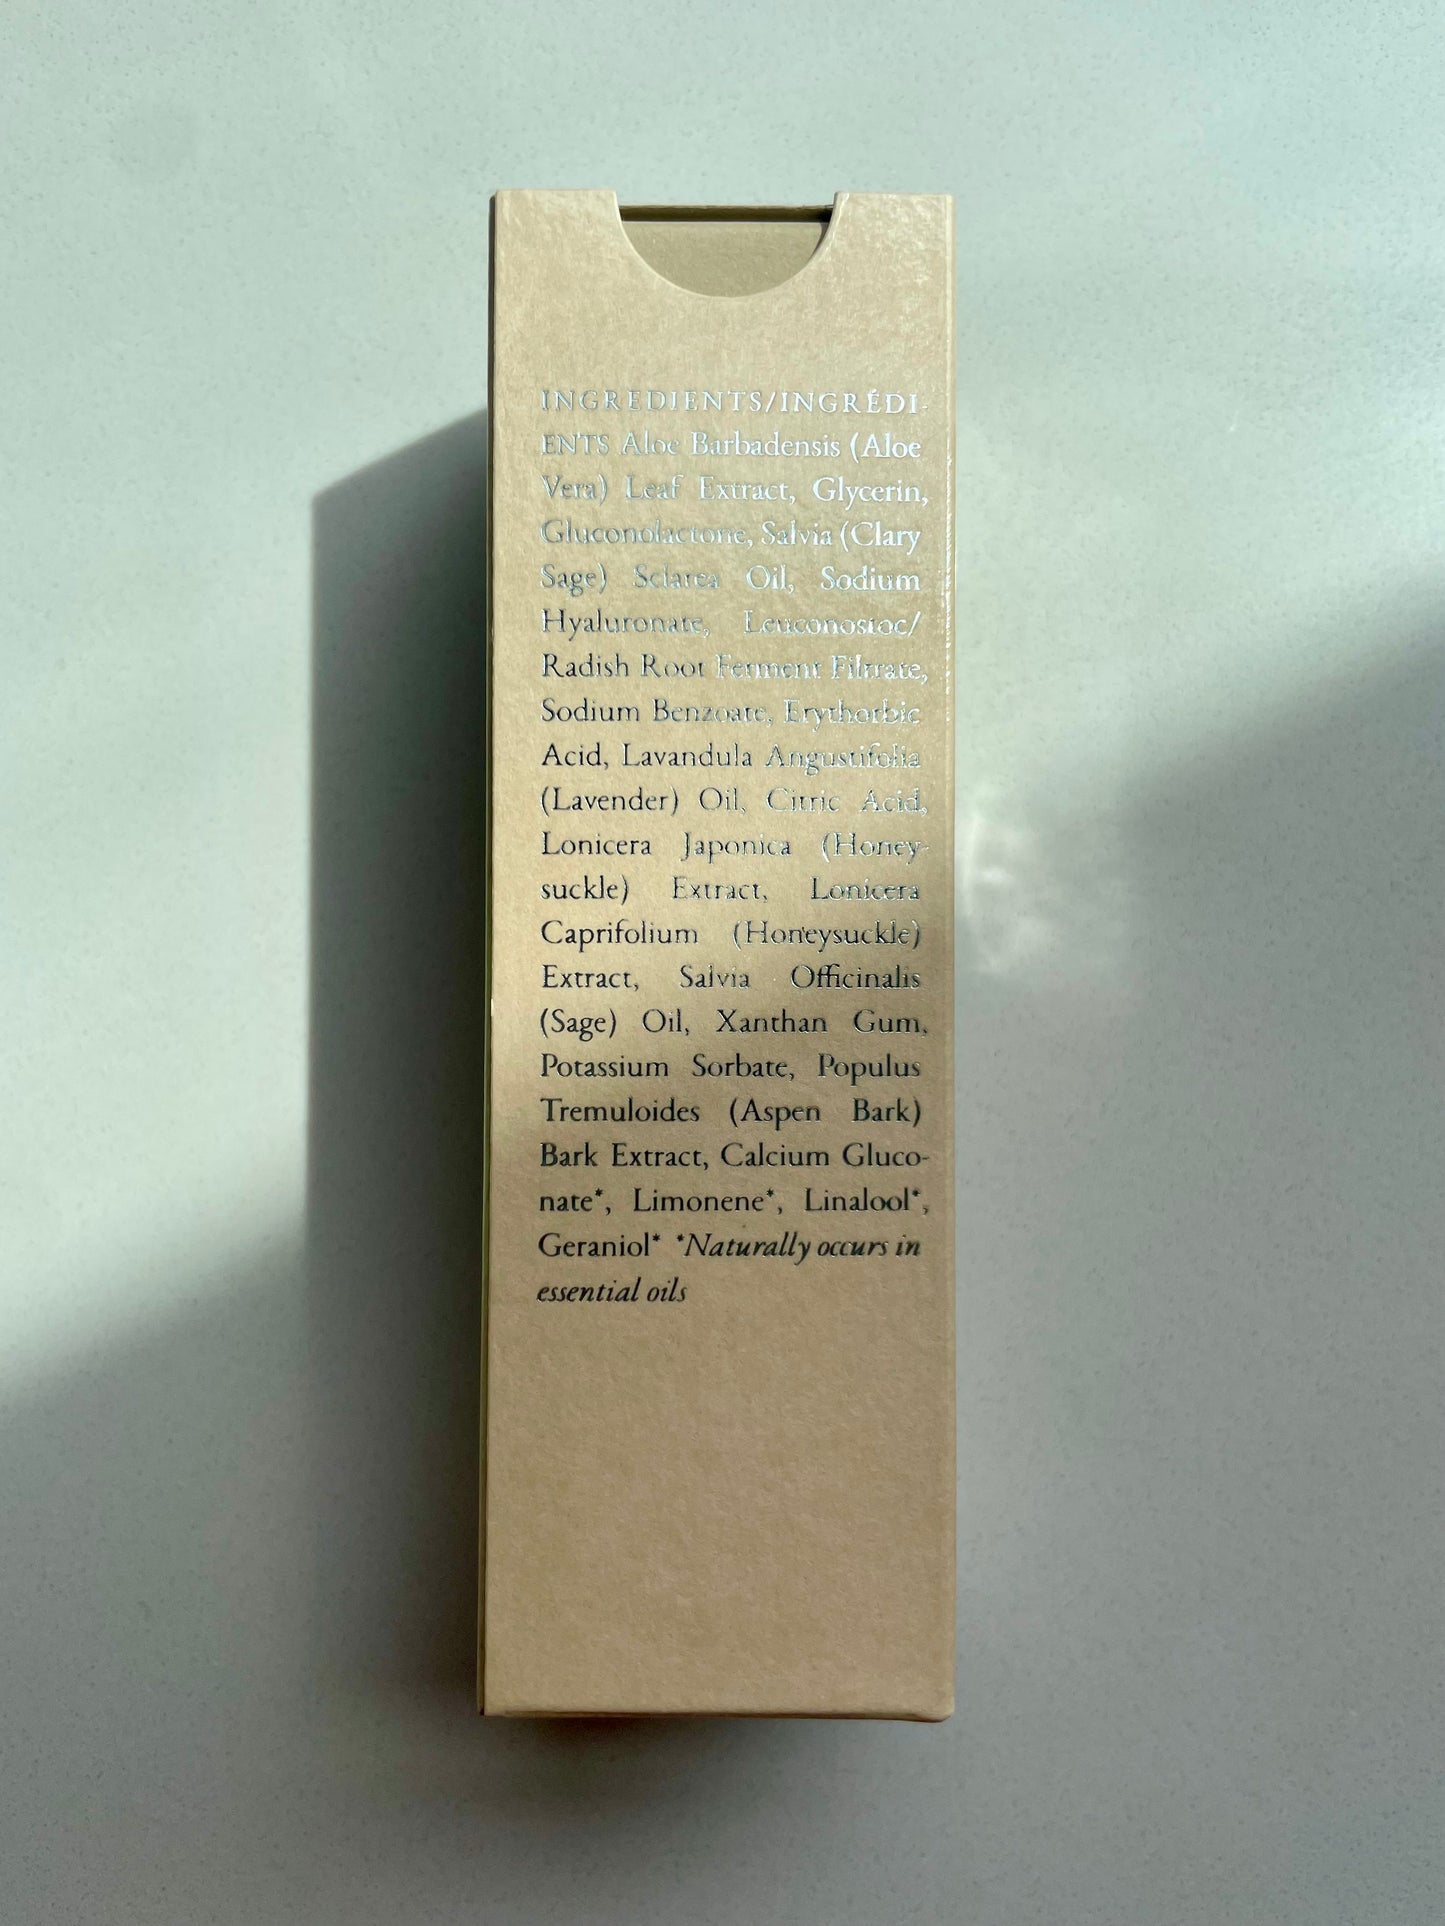 INGREDIENTS/INGRÉDI-
ENTS Aloe Barbadensis (Aloe
Vera) Leaf Extract, Glycerin,
Gluconolactone, Salvia (Clary
Sage) Sclarea Oil, Sodium
Hyaluronate, Leuconostoc/
Radish Root Ferment Filtrate,
Sodium Benzoate, Erythorbic
Acid, Lavandula Angustifolia
(Lavender) Oil, Citric Acid,
Lonicera Japonica (Honey-
suckle) Extract, Lonicera
Caprifolium (Honeysuckle)
Extract, Salvia Officinalis
(Sage) Oil, Xanthan Gum,
Potassium Sorbate, Populus
Tremuloides (Aspen Bark)
Bark Extract, Calcium Gluco-
nate*, Limonene*, Linalool*,
Geraniol* *Naturally occurs in
essential oils